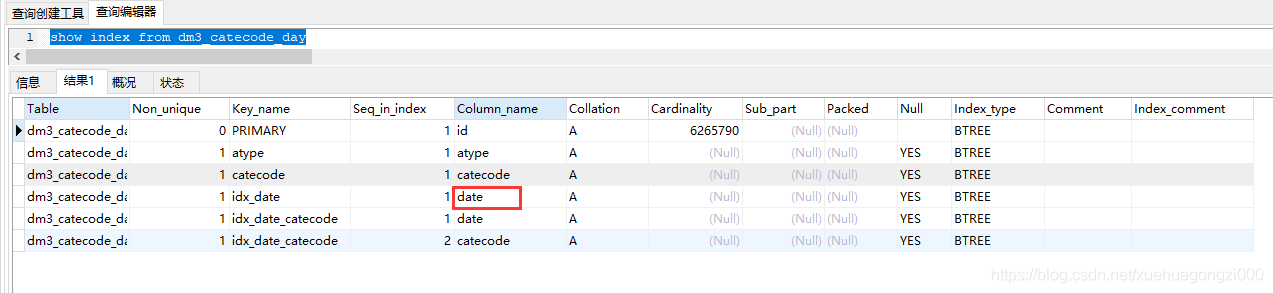 查询创建工具 查询编辑器
1 show index from dm3_catecode_day
信息 结果1 概况 状态
Table Non_unique Key_name Seq_in_index Column_name Collation Cardinality Sub_part Packed Null Index_type Comment Index_comment
dm3_catecode_da 0 PRIMARY 1 id A 6265790 (Null) (Null) BTREE
dm3_catecode_da 1 atype 1 atype A (Null) (Null) (Null) YES BTREE
dm3_catecode_da 1 catecode 1 catecode A (Null) (Null) (Null) YES BTREE
dm3_catecode_da 1 idx_date 1 date A (Null) (Null) (Null) YES BTREE
dm3_catecode_da 1 idx_date_catecode 1 date A (Null) (Null) (Null) YES BTREE
dm3_catecode_da 1 idx_date_catecode 2 catecode A (Null) (Null) (Null) YES BTREE
https://blog.csdn.net/xuehuagongzi000